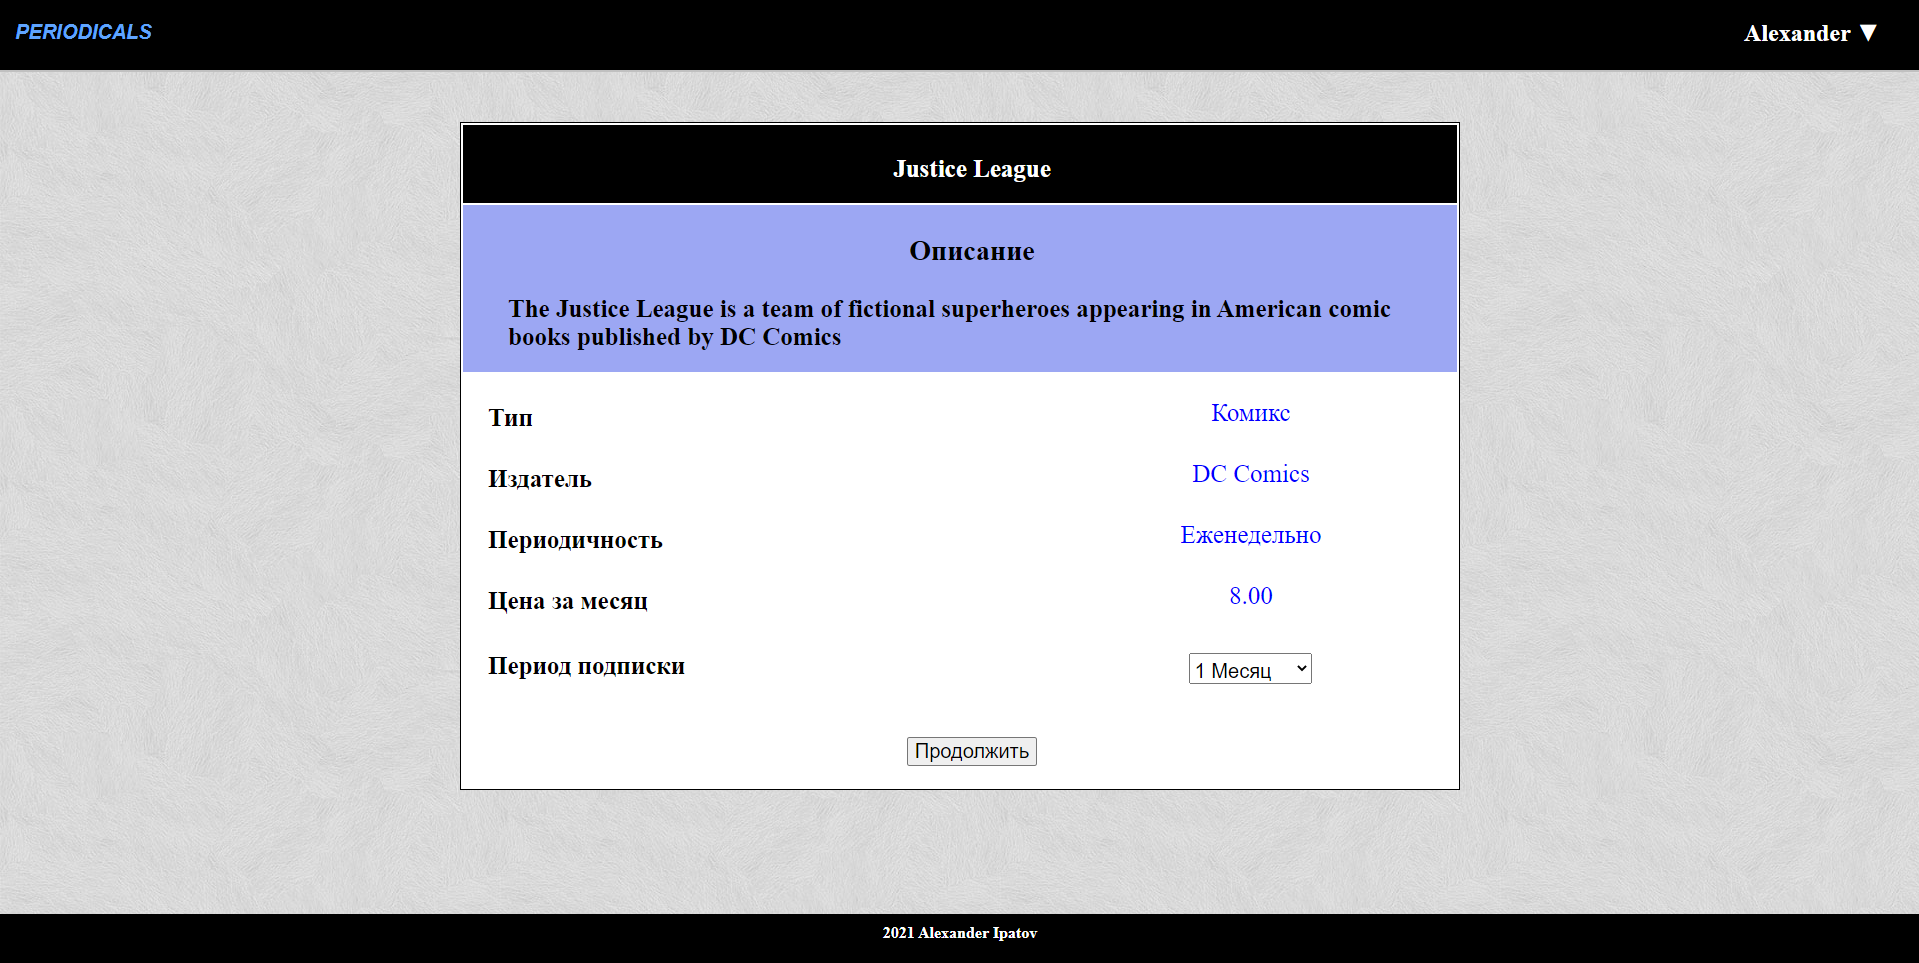 PERIODICALS
Alexander ▼
Justice League
Описание
The Justice League is a team of fictional superheroes appearing in American comic
books published by DC Comics
Тип
Комикс
Издатель
DC Comics
Периодичность
Еженедельно
Цена за месяц
8.00
Период подписки
1 Месяц
Продолжить
2021 Alexander Ipatov